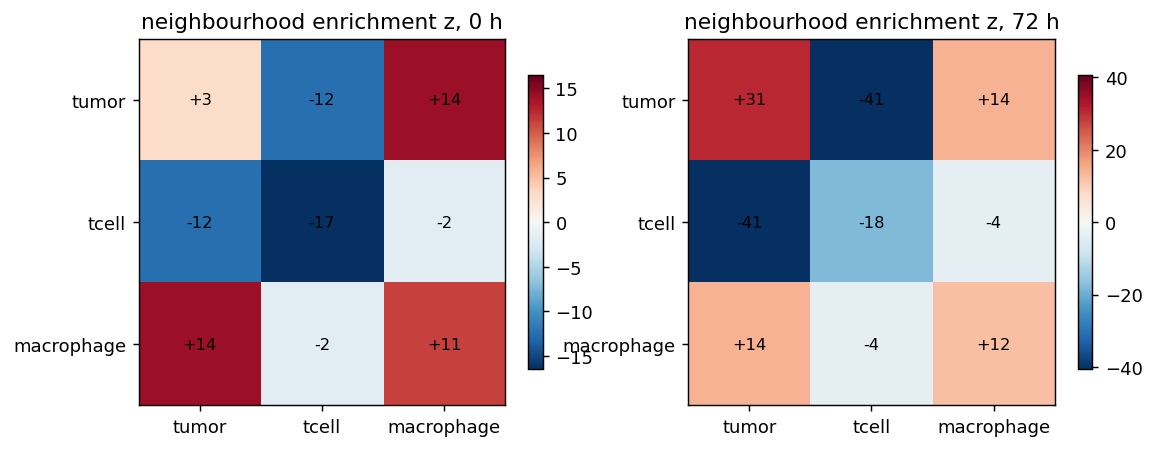 neighbourhood enrichment z, 0 h
tumor
+3
-12
+14
tcell
-12
-17
-2
macrophage
+14
-2
+11
tumor
tcell
macrophage
15
10
5
0
−5
−10
−15
neighbourhood enrichment z, 72 h
tumor
+31
-41
+14
tcell
-41
-18
-4
macrophage
+14
-4
+12
tumor
tcell
macrophage
40
20
0
−20
−40